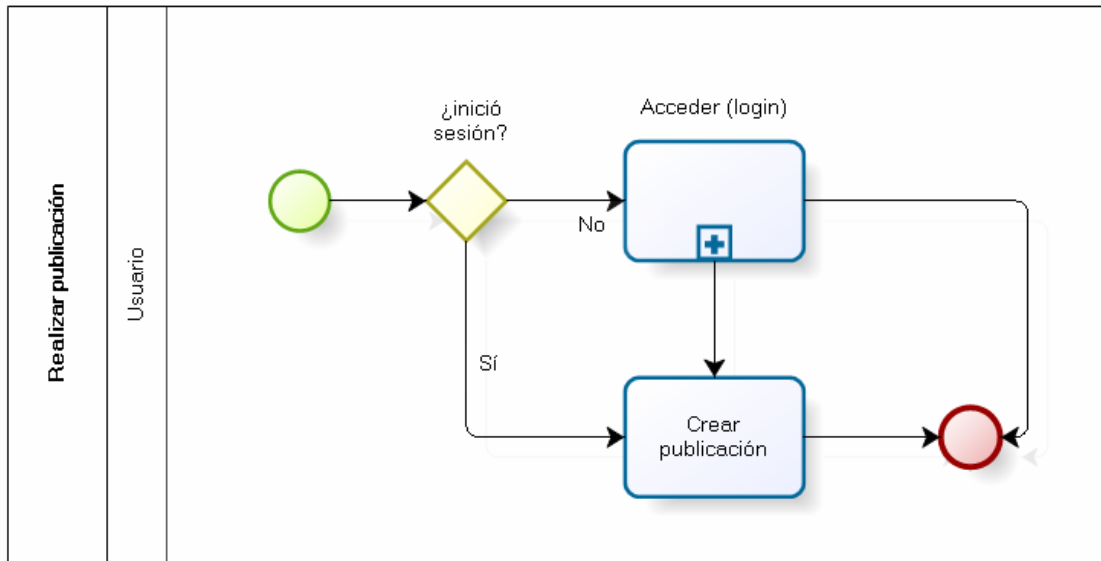 Realizar publicación
Usuario
¿inició
sesión?
Acceder (login)
No
Sí
Crear
publicación